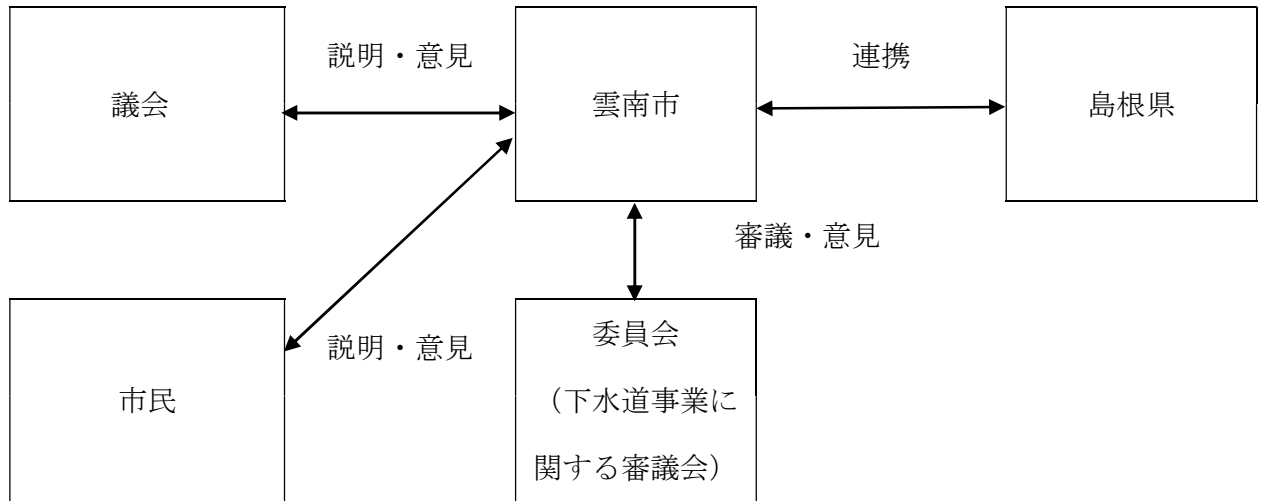 説明・意見
連携
議会
雲南市
島根県
審議・意見
説明・意見
市民
委員会
（下水道事業に
関する審議会）